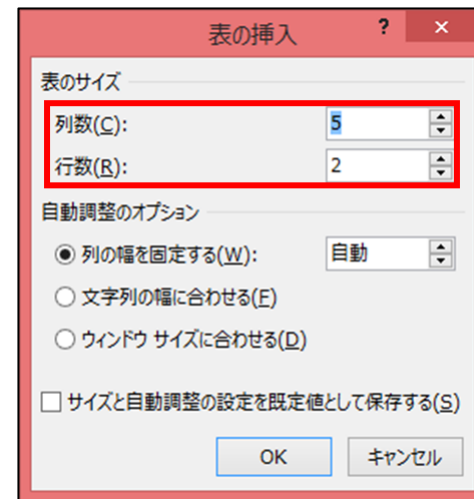 表の挿入 ? ×
表のサイズ
列数(C): 5
行数(R): 2
自動調整のオプション
列の幅を固定する(W): 自動
文字列の幅に合わせる(F)
ウィンドウ サイズに合わせる(D)
サイズと自動調整の設定を既定値として保存する(S)
OK キャンセル